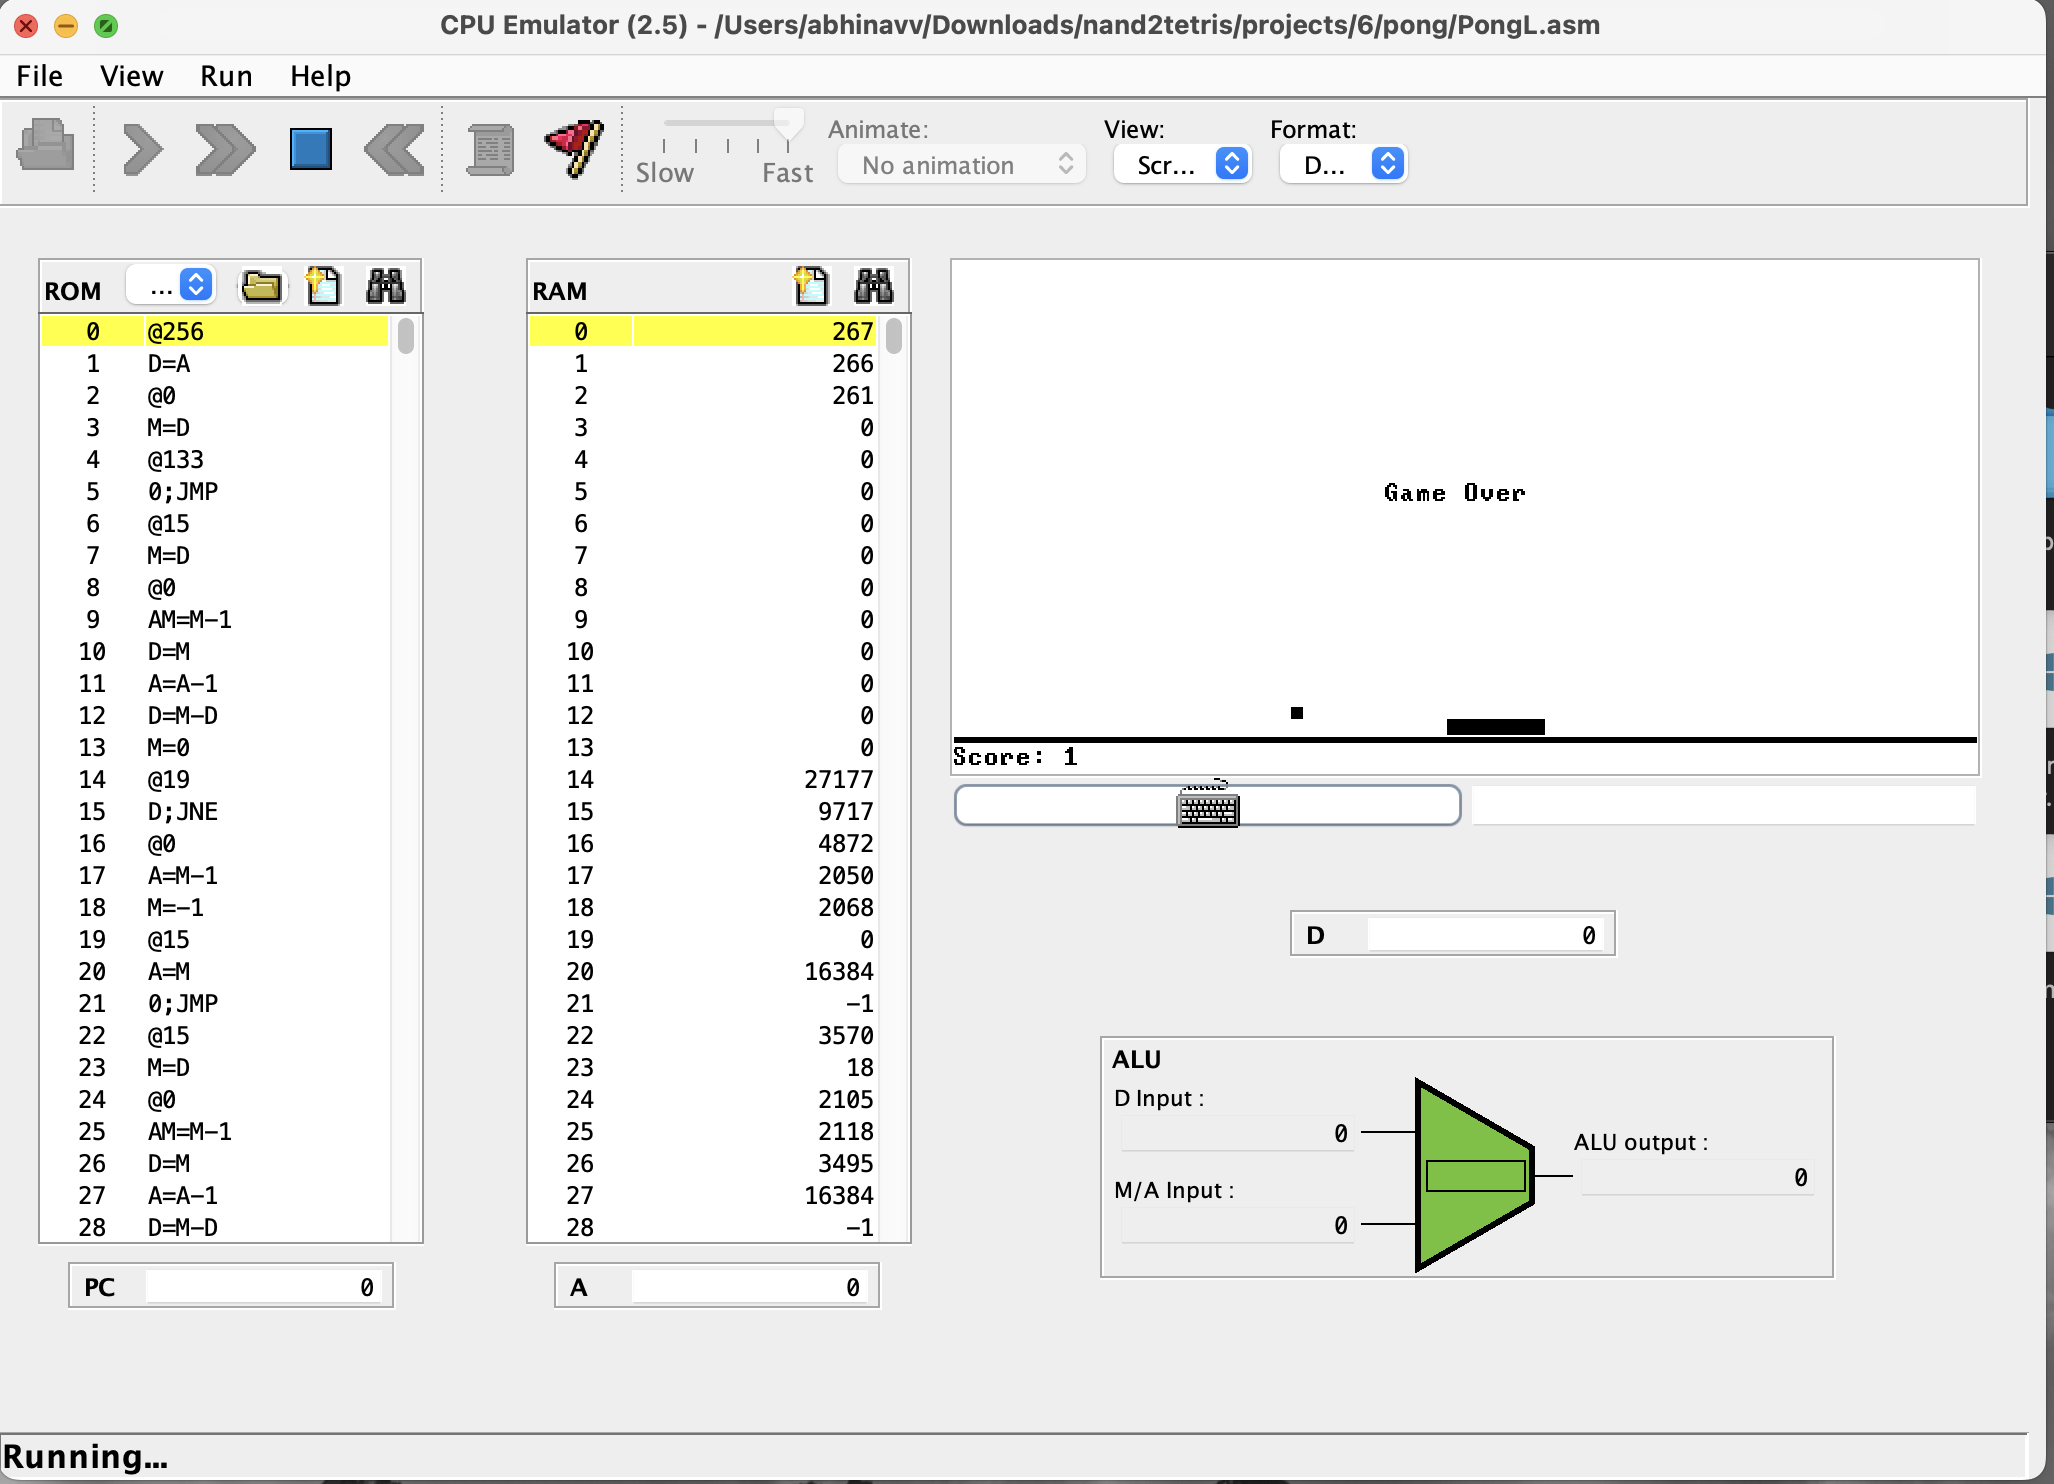 CPU Emulator (2.5) - /Users/abhinavv/Downloads/nand2tetris/projects/6/pong/PongL.asm
File View Run Help
Slow Fast
Animate:
No animation
View:
Scr...
Format:
D...
ROM ...
0 @256
1 D=A
2 @0
3 M=D
4 @133
5 0;JMP
6 @15
7 M=D
8 @0
9 AM=M-1
10 D=M
11 A=A-1
12 D=M-D
13 M=0
14 @19
15 D;JNE
16 @0
17 A=M-1
18 M=-1
19 @15
20 A=M
21 0;JMP
22 @15
23 M=D
24 @0
25 AM=M-1
26 D=M
27 A=A-1
28 D=M-D
PC 0
RAM
0 267
1 266
2 261
3 0
4 0
5 0
6 0
7 0
8 0
9 0
10 0
11 0
12 0
13 0
14 27177
15 9717
16 4872
17 2050
18 2068
19 0
20 16384
21 -1
22 3570
23 18
24 2105
25 2118
26 3495
27 16384
28 -1
A 0
Game Over
Score: 1
D 0
ALU
D Input :
0
M/A Input :
0
ALU output :
0
Running...